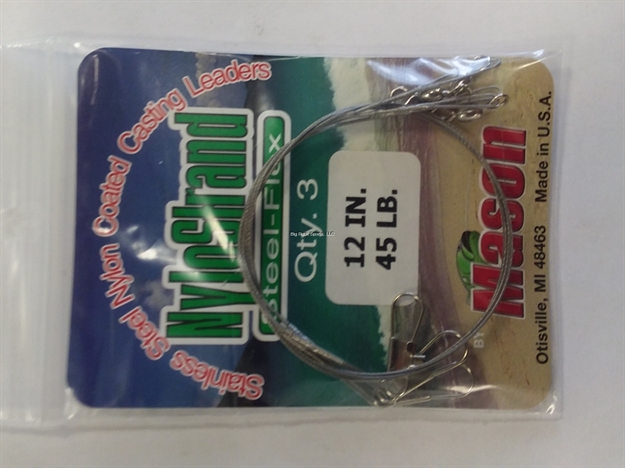 Stainless Steel Nylon Coated Casting Leaders
NyloStrand
Steel-Flex
Qty. 3
12 IN.
45 LB.
BY
Mason
Otisville, MI 48463 Made in U.S.A.